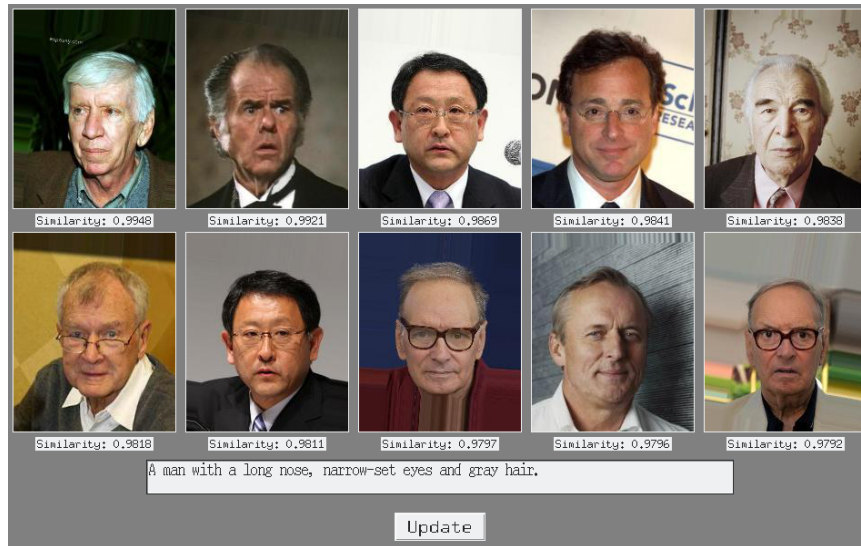 Similarity: 0.9948
Similarity: 0.9921
Similarity: 0.9869
Similarity: 0.9841
Similarity: 0.9838
Similarity: 0.9818
Similarity: 0.9811
Similarity: 0.9797
Similarity: 0.9796
Similarity: 0.9792
A man with a long nose, narrow-set eyes and gray hair.
Update